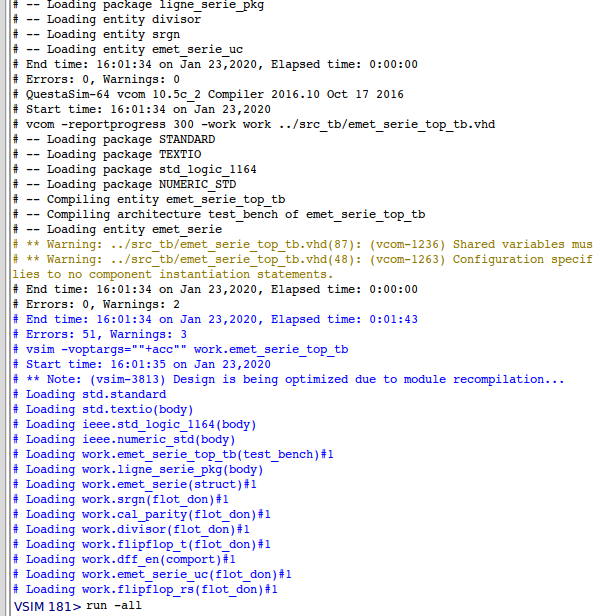 # -- Loading package ligne_serie_pkg
# -- Loading entity divisor
# -- Loading entity srgn
# -- Loading entity emet_serie_uc
# End time: 16:01:34 on Jan 23,2020, Elapsed time: 0:00:00
# Errors: 0, Warnings: 0
# QuestaSim-64 vcom 10.5c_2 Compiler 2016.10 Oct 17 2016
# Start time: 16:01:34 on Jan 23,2020
# vcom -reportprogress 300 -work work ../src_tb/emet_serie_top_tb.vhd
# -- Loading package STANDARD
# -- Loading package TEXTIO
# -- Loading package std_logic_1164
# -- Loading package NUMERIC_STD
# -- Compiling entity emet_serie_top_tb
# -- Compiling architecture test_bench of emet_serie_top_tb
# -- Loading entity emet_serie
# ** Warning: ../src_tb/emet_serie_top_tb.vhd(87): (vcom-1236) Shared variables mus
# ** Warning: ../src_tb/emet_serie_top_tb.vhd(48): (vcom-1263) Configuration specif
lies to no component instantiation statements.
# End time: 16:01:34 on Jan 23,2020, Elapsed time: 0:00:00
# Errors: 0, Warnings: 2
# End time: 16:01:34 on Jan 23,2020, Elapsed time: 0:01:43
# Errors: 51, Warnings: 3
# vsim -voptargs=""+acc"" work.emet_serie_top_tb
# Start time: 16:01:35 on Jan 23,2020
# ** Note: (vsim-3813) Design is being optimized due to module recompilation...
# Loading std.standard
# Loading std.textio(body)
# Loading ieee.std_logic_1164(body)
# Loading ieee.numeric_std(body)
# Loading work.emet_serie_top_tb(test_bench)#1
# Loading work.ligne_serie_pkg(body)
# Loading work.emet_serie(struct)#1
# Loading work.srgn(flot_don)#1
# Loading work.cal_parity(flot_don)#1
# Loading work.divisor(flot_don)#1
# Loading work.flipflop_t(flot_don)#1
# Loading work.dff_en(comport)#1
# Loading work.emet_serie_uc(flot_don)#1
# Loading work.flipflop_rs(flot_don)#1
VSIM 181> run -all